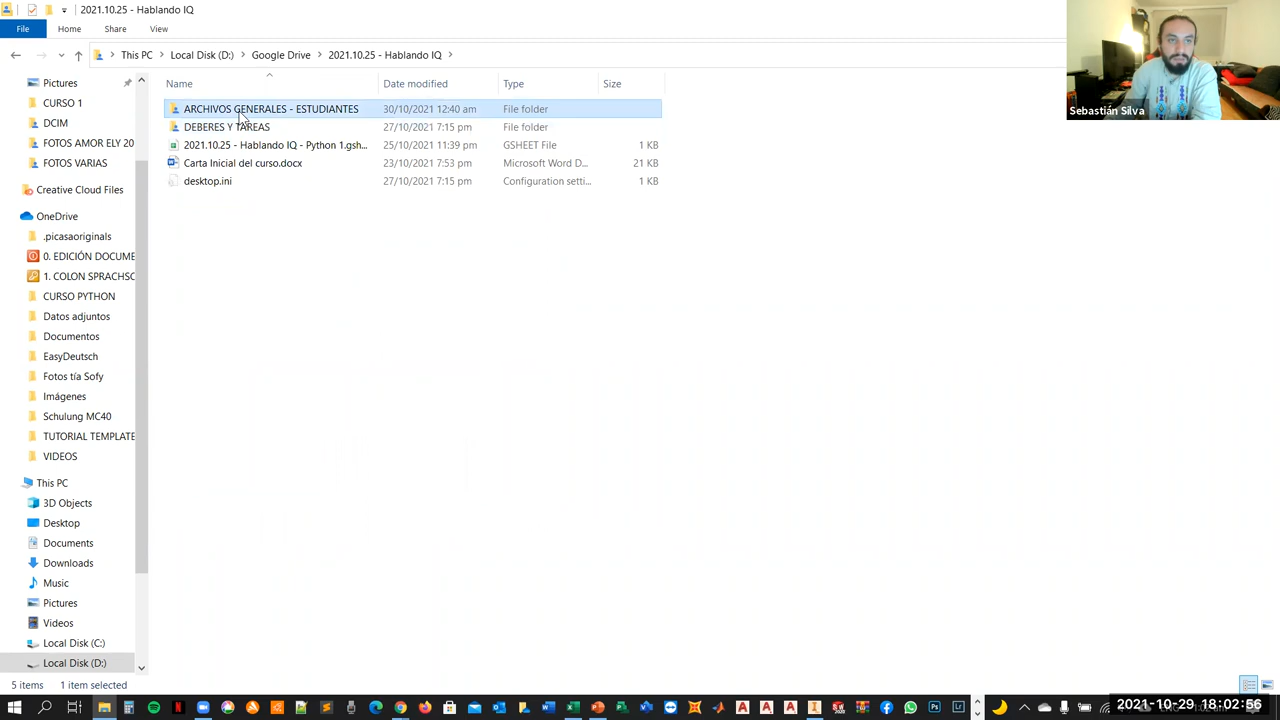 2021.10.25 - Hablando IQ
File Home Share View
This PC Local Disk (D:) Google Drive 2021.10.25 - Hablando IQ
Sebastián Silva
Name Date modified Type Size
ARCHIVOS GENERALES - ESTUDIANTES 30/10/2021 12:40 am File folder
DEBERES Y TAREAS 27/10/2021 7:15 pm File folder
2021.10.25 - Hablando IQ - Python 1.gsh... 25/10/2021 11:39 pm GSHEET File 1 KB
Carta Inicial del curso.docx 23/10/2021 7:53 pm Microsoft Word D... 21 KB
desktop.ini 27/10/2021 7:15 pm Configuration setti... 1 KB
Pictures
CURSO 1
DCIM
FOTOS AMOR ELY 20
FOTOS VARIAS
Creative Cloud Files
OneDrive
.picasaoriginals
0. EDICIÓN DOCUME
1. COLON SPRACHSC
CURSO PYTHON
Datos adjuntos
Documentos
EasyDeutsch
Fotos tía Sofy
Imágenes
Schulung MC40
TUTORIAL TEMPLATE
VIDEOS
This PC
3D Objects
Desktop
Documents
Downloads
Music
Pictures
Videos
Local Disk (C:)
Local Disk (D:)
5 items 1 item selected
2021-10-29 18:02:56